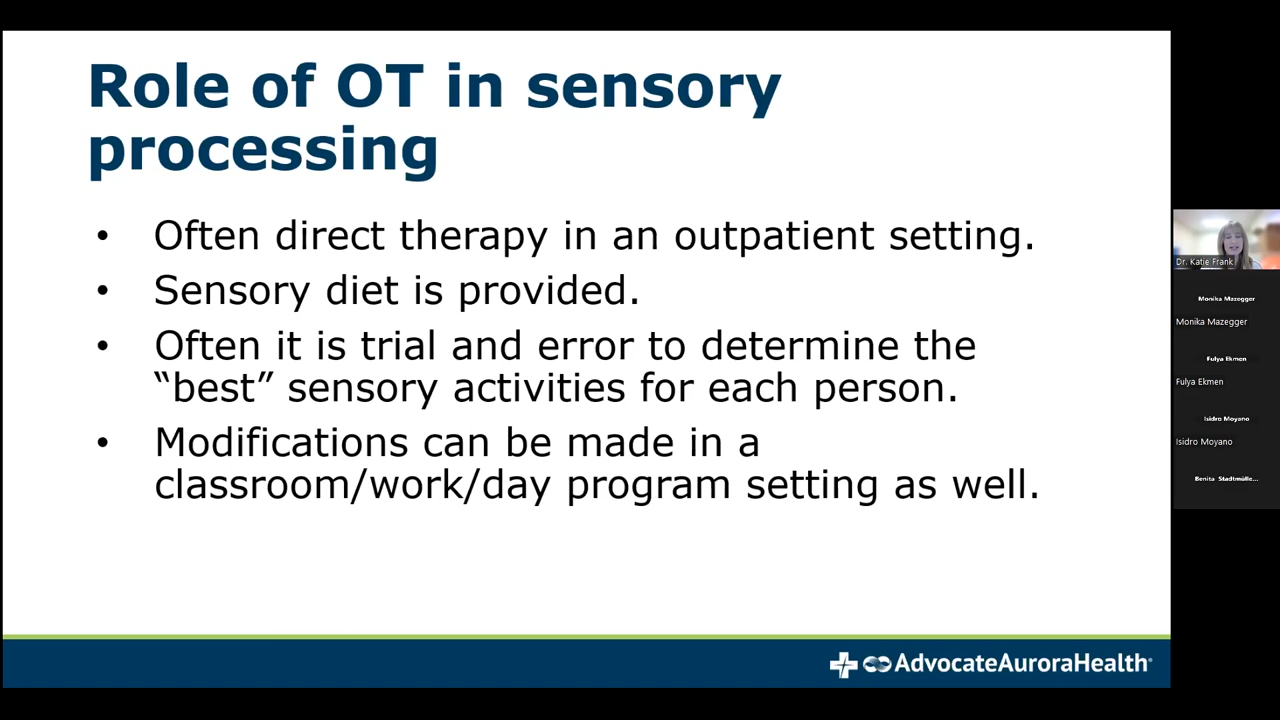 Role of OT in sensory
processing
• Often direct therapy in an outpatient setting.
• Sensory diet is provided.
• Often it is trial and error to determine the
“best” sensory activities for each person.
• Modifications can be made in a
classroom/work/day program setting as well.
AdvocateAuroraHealth®
Dr. Katie Frank
Monika Mazegger
Monika Mazegger
Fulya Ekmen
Fulya Ekmen
Isidro Moyano
Isidro Moyano
Benita Stadtmülle...